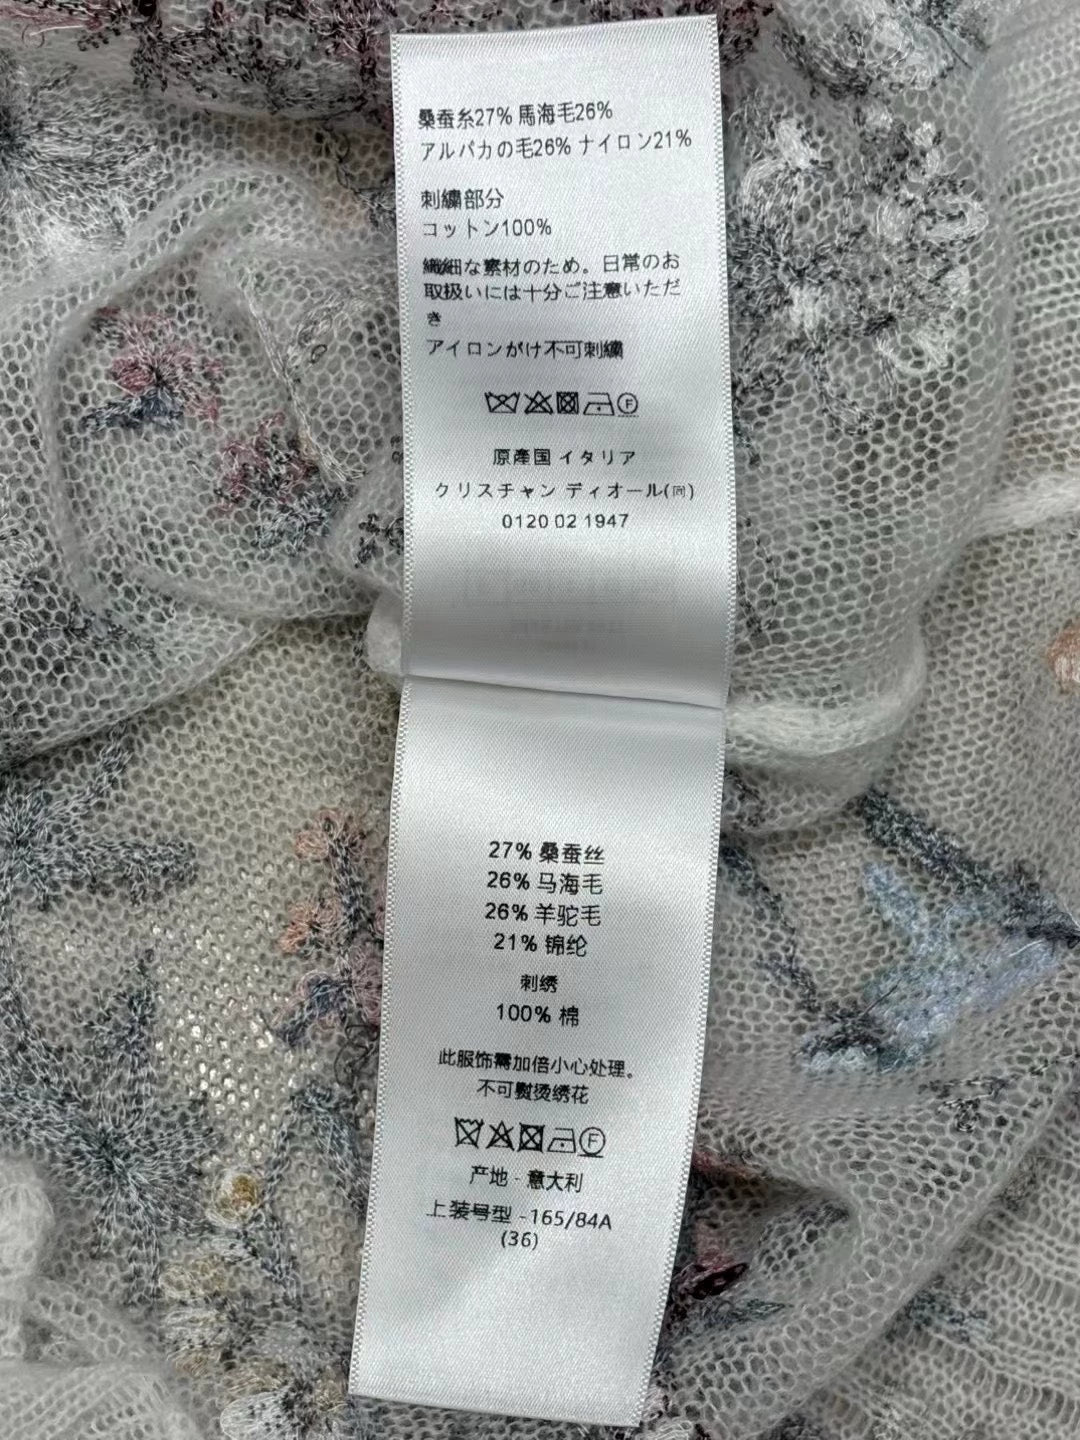 桑蚕糸27% 馬海毛26%
アルパカの毛26% ナイロン21%
刺繍部分
コットン100%
繊細な素材のため。日常のお
取扱いには十分ご注意いただ
き
アイロンがけ不可刺繍
F
原産国 イタリア
クリスチャン ディオール(同)
0120 02 1947
27% 桑蚕丝
26% 马海毛
26% 羊驼毛
21% 锦纶
刺绣
100% 棉
此服饰需加倍小心处理。
不可熨烫绣花
F
产地 - 意大利
上装号型 -165/84A
(36)